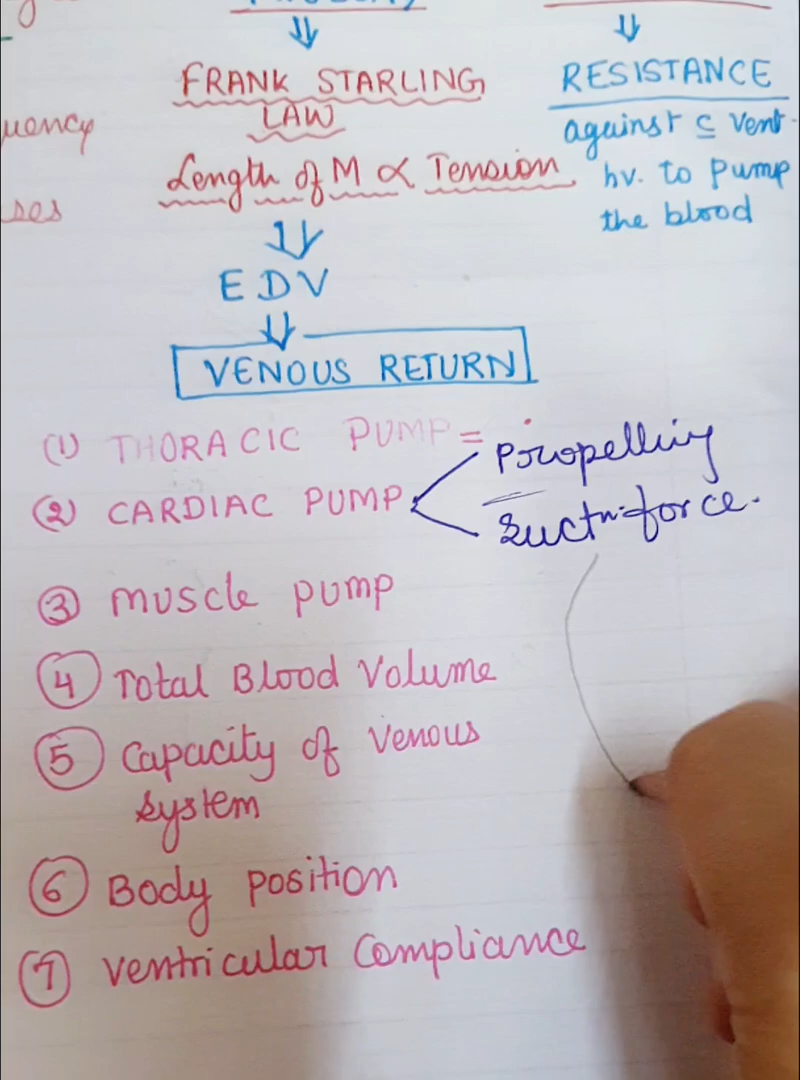 FRANK STARLING
LAW
Length of M ∝ Tension
EDV
VENOUS RETURN
RESISTANCE
against c̄ vent.
hv. to pump
the blood
(1) THORACIC PUMP =
(2) CARDIAC PUMP
Propelling
Suctn. force.
③ Muscle pump
④ Total Blood Volume
⑤ Capacity of Venous
system
⑥ Body position
⑦ Ventricular Compliance